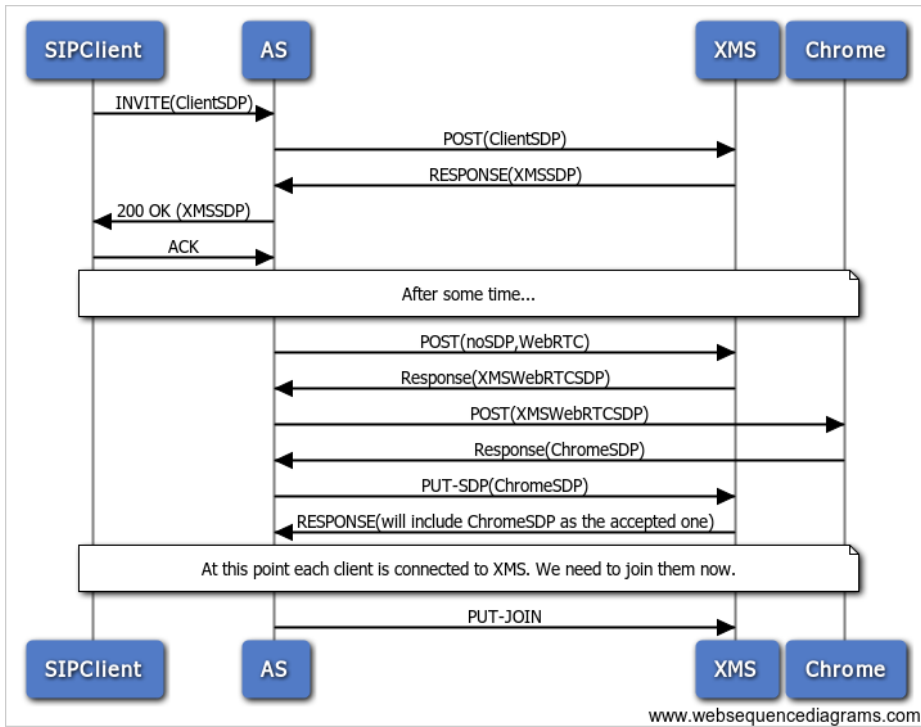 SIPClient AS XMS Chrome
INVITE(ClientSDP)
POST(ClientSDP)
RESPONSE(XMSSDP)
200 OK (XMSSDP)
ACK
After some time...
POST(noSDP,WebRTC)
Response(XMSWebRTCSDP)
POST(XMSWebRTCSDP)
Response(ChromeSDP)
PUT-SDP(ChromeSDP)
RESPONSE(will include ChromeSDP as the accepted one)
At this point each client is connected to XMS. We need to join them now.
PUT-JOIN
SIPClient AS XMS Chrome
www.websequencediagrams.com